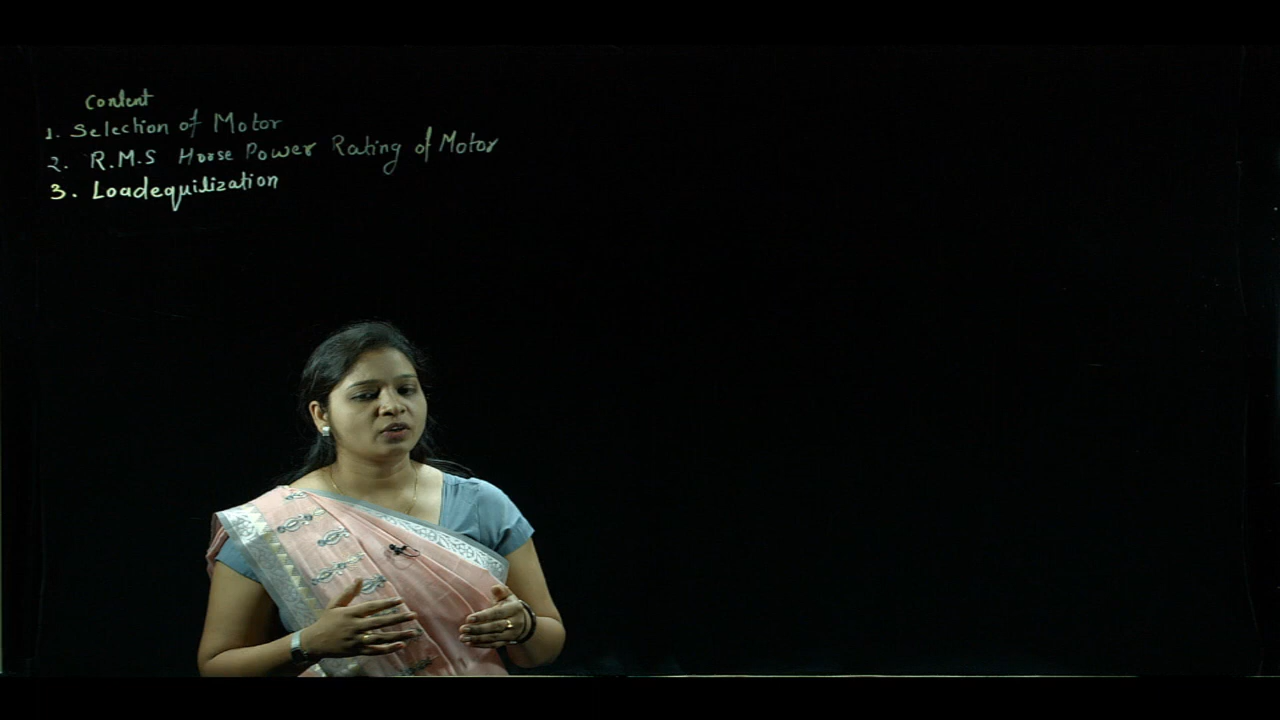 Content
1. Selection of Motor
2. R.M.S Horse Power Rating of Motor
3. Loadequilization